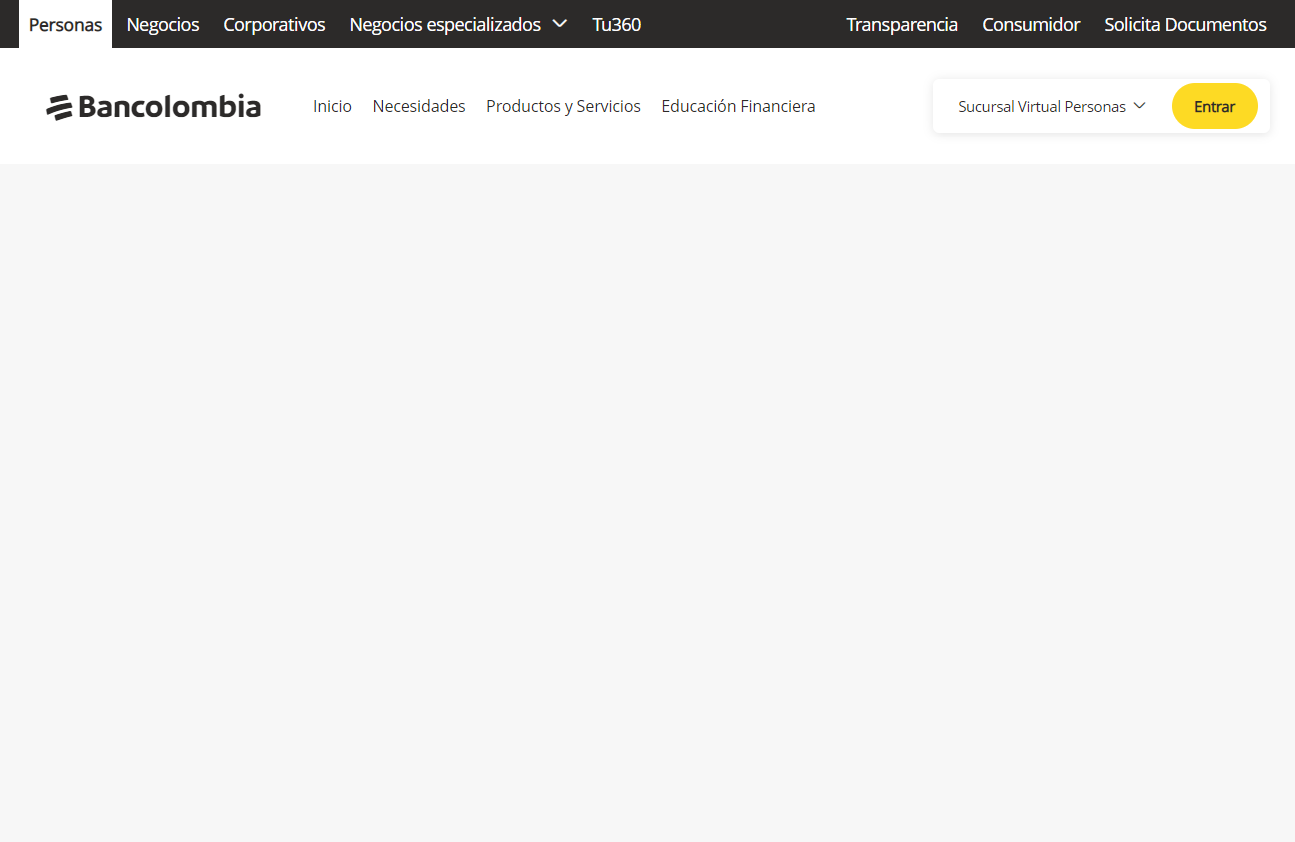 Personas Negocios Corporativos Negocios especializados Tu360 Transparencia Consumidor Solicita Documentos
Bancolombia Inicio Necesidades Productos y Servicios Educación Financiera Sucursal Virtual Personas Entrar